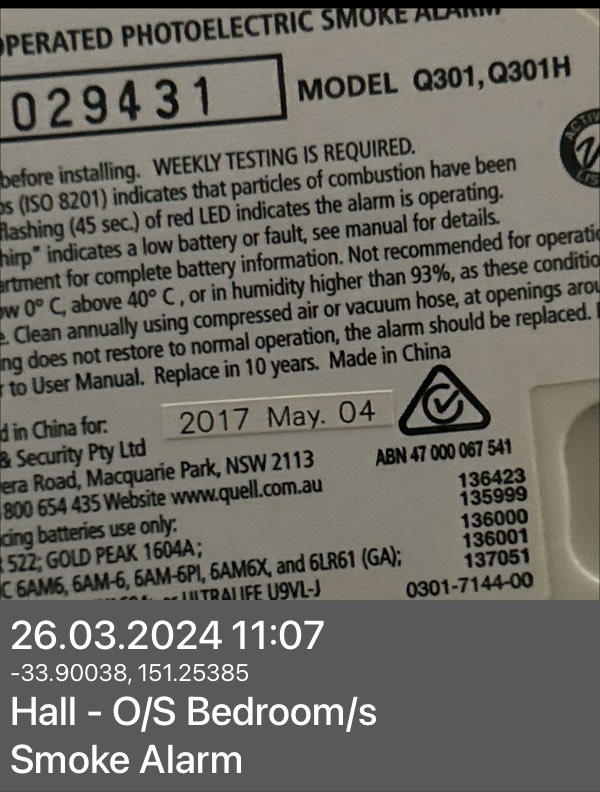 OPERATED PHOTOELECTRIC SMOKE ALARM
029431
MODEL Q301, Q301H
before installing. WEEKLY TESTING IS REQUIRED.
(ISO 8201) indicates that particles of combustion have been
flashing (45 sec.) of red LED indicates the alarm is operating.
hirp" indicates a low battery or fault, see manual for details.
artment for complete battery information. Not recommended for operatio
ow 0° C, above 40° C , or in humidity higher than 93%, as these conditio
e. Clean annually using compressed air or vacuum hose, at openings arou
ng does not restore to normal operation, the alarm should be replaced.
r to User Manual. Replace in 10 years. Made in China
d in China for:
2017 May. 04
& Security Pty Ltd
era Road, Macquarie Park, NSW 2113
ABN 47 000 067 541
800 654 435 Website www.quell.com.au
136423
135999
cing batteries use only:
136000
522; GOLD PEAK 1604A;
136001
C 6AM6, 6AM-6, 6AM-6PI, 6AM6X, and 6LR61 (GA);
137051
ULTRALIFE U9VL-J
0301-7144-00
26.03.2024 11:07
-33.90038, 151.25385
Hall - O/S Bedroom/s
Smoke Alarm